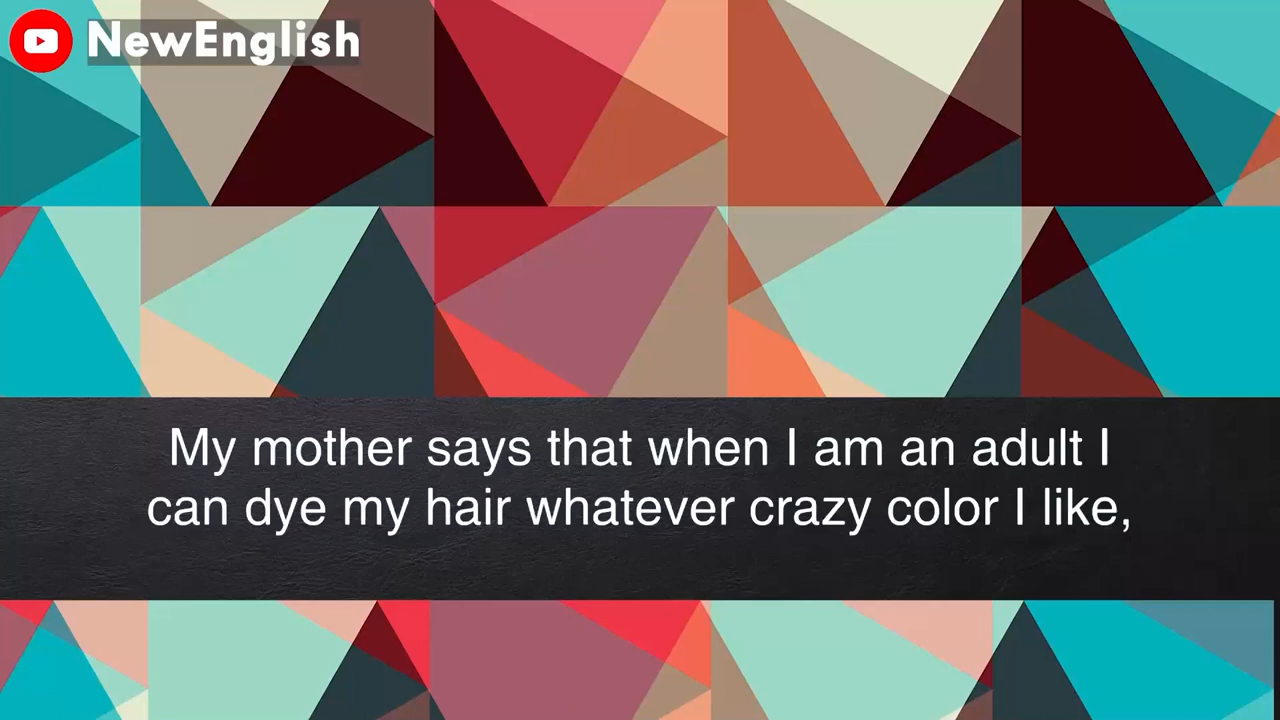 NewEnglish
My mother says that when I am an adult I
can dye my hair whatever crazy color I like,